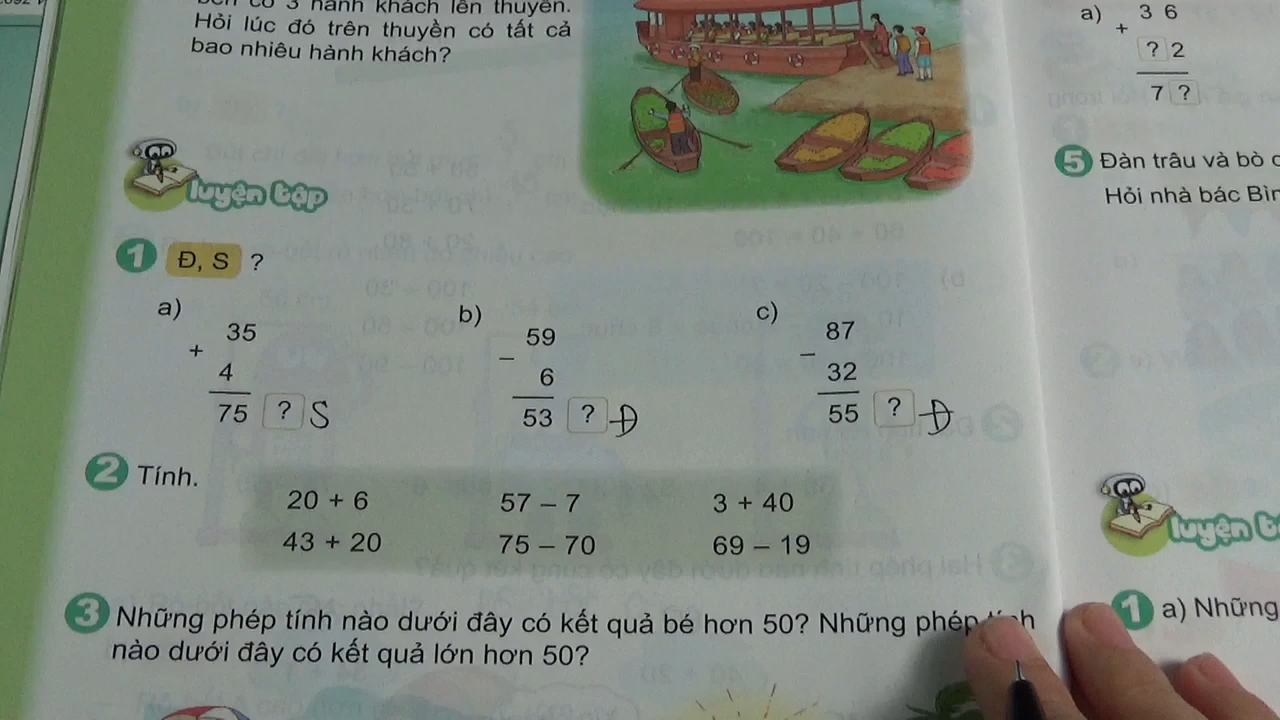 có 3 hành khách lên thuyền.
Hỏi lúc đó trên thuyền có tất cả
bao nhiêu hành khách?
luyện tập
1 Đ, S ?
a)
35
+
4
75 ? S
b)
59
–
6
53 ? Đ
c)
87
–
32
55 ? Đ
2 Tính.
20 + 6 57 – 7 3 + 40
43 + 20 75 – 70 69 – 19
3 Những phép tính nào dưới đây có kết quả bé hơn 50? Những phép tính
nào dưới đây có kết quả lớn hơn 50?
a) 3 6
+
? 2
7 ?
5 Đàn trâu và bò
Hỏi nhà bác
luyện
1 a) Những